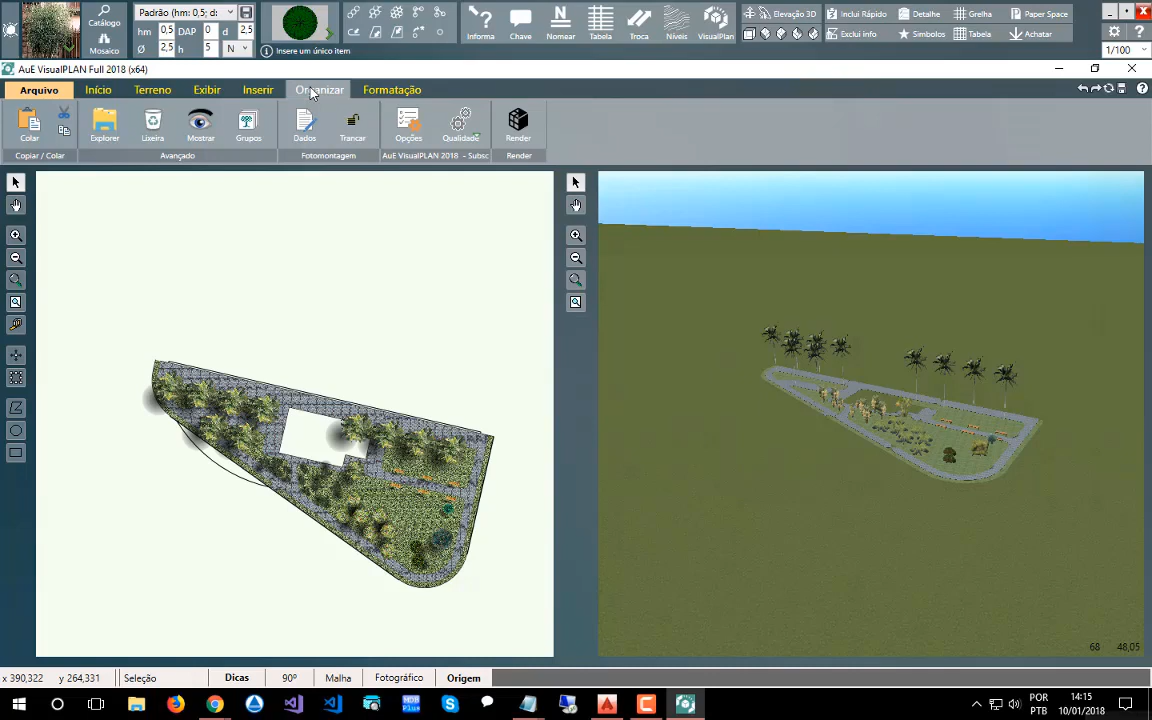 Padrão (hm: 0,5; d:
Catálogo
hm 0,5 DAP 0 d 2,5
Mosaico
Ø 2,5 h 5 N
Insere um único item
Informa
Chave
Nomear
Tabela
Troca
Níveis
VisualPlan
Elevação 3D
Inclui Rápido
Detalhe
Paper Space
Grelha
Exclui info
Símbolos
Tabela
Achatar
1/100
AuE VisualPLAN Full 2018 (x64)
Arquivo Início Terreno Exibir Inserir Organizar Formatação
Colar
Explorer
Lixeira
Mostrar
Grupos
Dados
Trancar
Opções
Qualidade
Render
Copiar / Colar
Avançado
Fotomontagem
AuE VisualPLAN 2018 - Subsc
Render
68 48,05
x 390,322 y 264,331 Seleção Dicas 90º Malha Fotográfico Origem
HDB
Plus
POR
PTB
14:15
10/01/2018